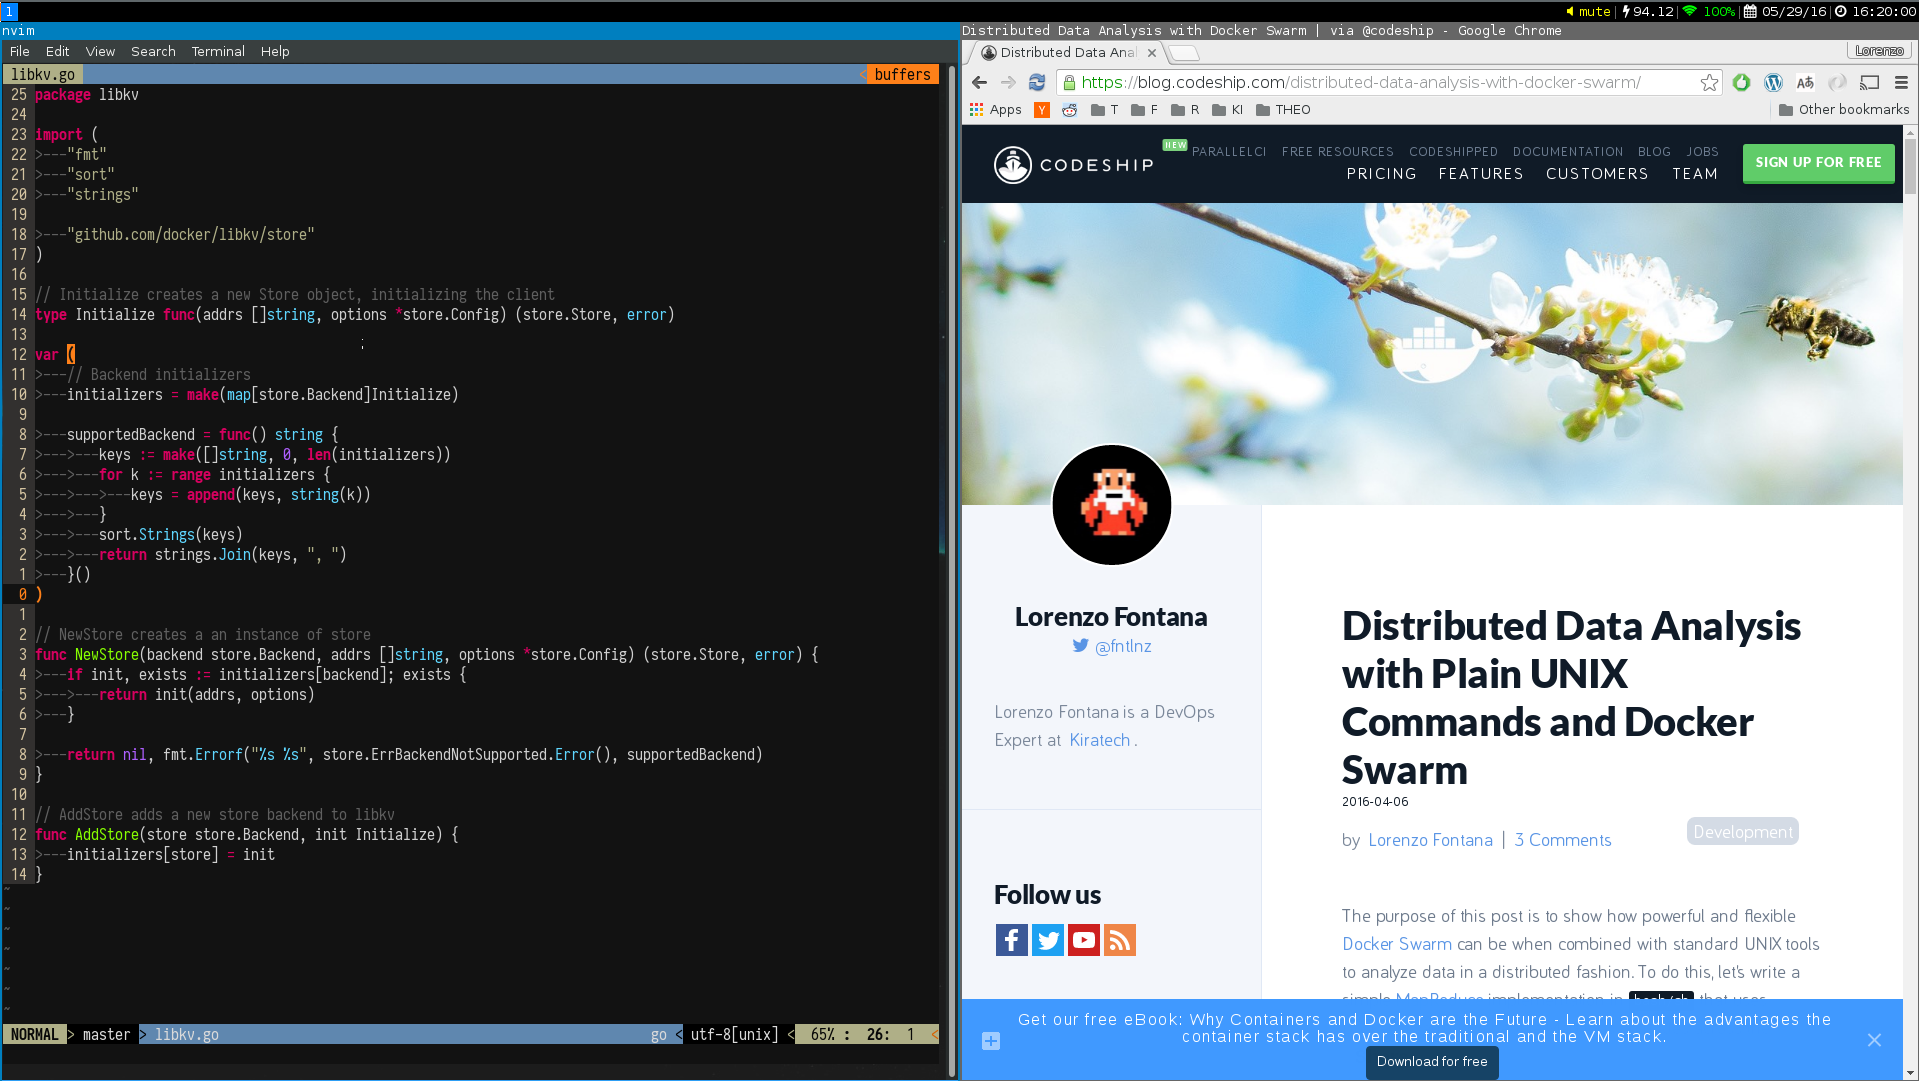 1
mute | 94.12 | 100% | 05/29/16 | 16:20:00
nvim
File Edit View Search Terminal Help
libkv.go < buffers
25 package libkv
24
23 import (
22 >---"fmt"
21 >---"sort"
20 >---"strings"
19
18 >---"github.com/docker/libkv/store"
17 )
16
15 // Initialize creates a new Store object, initializing the client
14 type Initialize func(addrs []string, options *store.Config) (store.Store, error)
13
12 var (
11 >---// Backend initializers
10 >---initializers = make(map[store.Backend]Initialize)
9
8 >---supportedBackend = func() string {
7 >--->---keys := make([]string, 0, len(initializers))
6 >--->---for k := range initializers {
5 >--->--->---keys = append(keys, string(k))
4 >--->---}
3 >--->---sort.Strings(keys)
2 >--->---return strings.Join(keys, ", ")
1 >---}()
0 )
1
2 // NewStore creates a an instance of store
3 func NewStore(backend store.Backend, addrs []string, options *store.Config) (store.Store, error) {
4 >---if init, exists := initializers[backend]; exists {
5 >--->---return init(addrs, options)
6 >---}
7
8 >---return nil, fmt.Errorf("%s %s", store.ErrBackendNotSupported.Error(), supportedBackend)
9 }
10
11 // AddStore adds a new store backend to libkv
12 func AddStore(store store.Backend, init Initialize) {
13 >---initializers[store] = init
14 }
~
~
~
~
~
~
~
NORMAL > master > libkv.go go < utf-8[unix] < 65% : 26: 1 <
Distributed Data Analysis with Docker Swarm | via @codeship - Google Chrome
Distributed Data Anal Lorenzo
https://blog.codeship.com/distributed-data-analysis-with-docker-swarm/
Apps Y T F R KI THEO Other bookmarks
NEW PARALLELCI FREE RESOURCES CODESHIPPED DOCUMENTATION BLOG JOBS
CODESHIP PRICING FEATURES CUSTOMERS TEAM SIGN UP FOR FREE
Lorenzo Fontana
@fntlnz
Lorenzo Fontana is a DevOps
Expert at Kiratech .
Follow us
Distributed Data Analysis
with Plain UNIX
Commands and Docker
Swarm
2016-04-06
by Lorenzo Fontana | 3 Comments Development
The purpose of this post is to show how powerful and flexible
Docker Swarm can be when combined with standard UNIX tools
to analyze data in a distributed fashion. To do this, let's write a
simple MapReduce implementation in bash/sh that uses
Get our free eBook: Why Containers and Docker are the Future - Learn about the advantages the
container stack has over the traditional and the VM stack.
Download for free